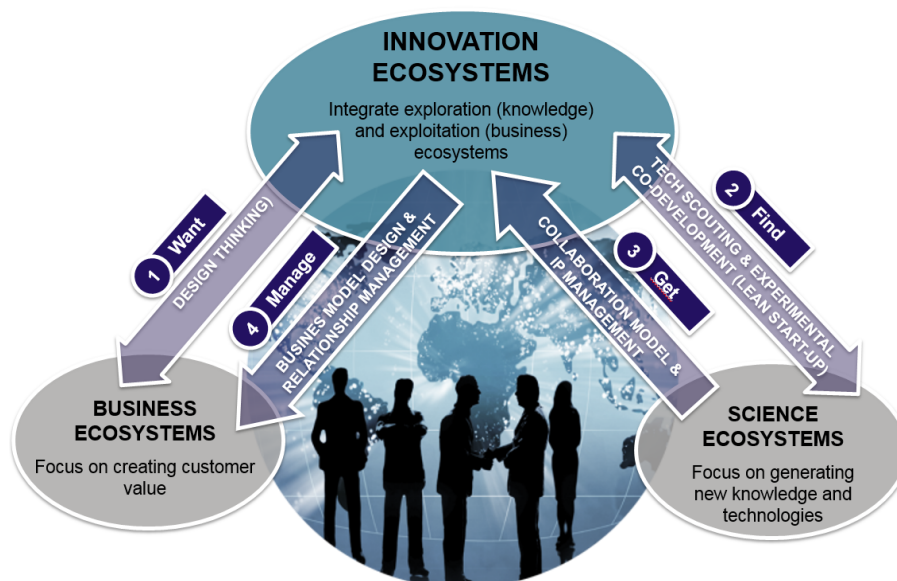 INNOVATION
ECOSYSTEMS
Integrate exploration (knowledge)
and exploitation (business)
ecosystems
1 Want
DESIGN THINKING)
4 Manage
BUSINES MODEL DESIGN &
RELATIONSHIP MANAGEMENT
2 Find
TECH SCOUTING & EXPERIMENTAL
CO-DEVELOPMENT (LEAN START-UP)
3 Get
COLLABORATION MODEL &
IP MANAGEMENT
BUSINESS
ECOSYSTEMS
Focus on creating customer
value
SCIENCE
ECOSYSTEMS
Focus on generating
new knowledge and
technologies